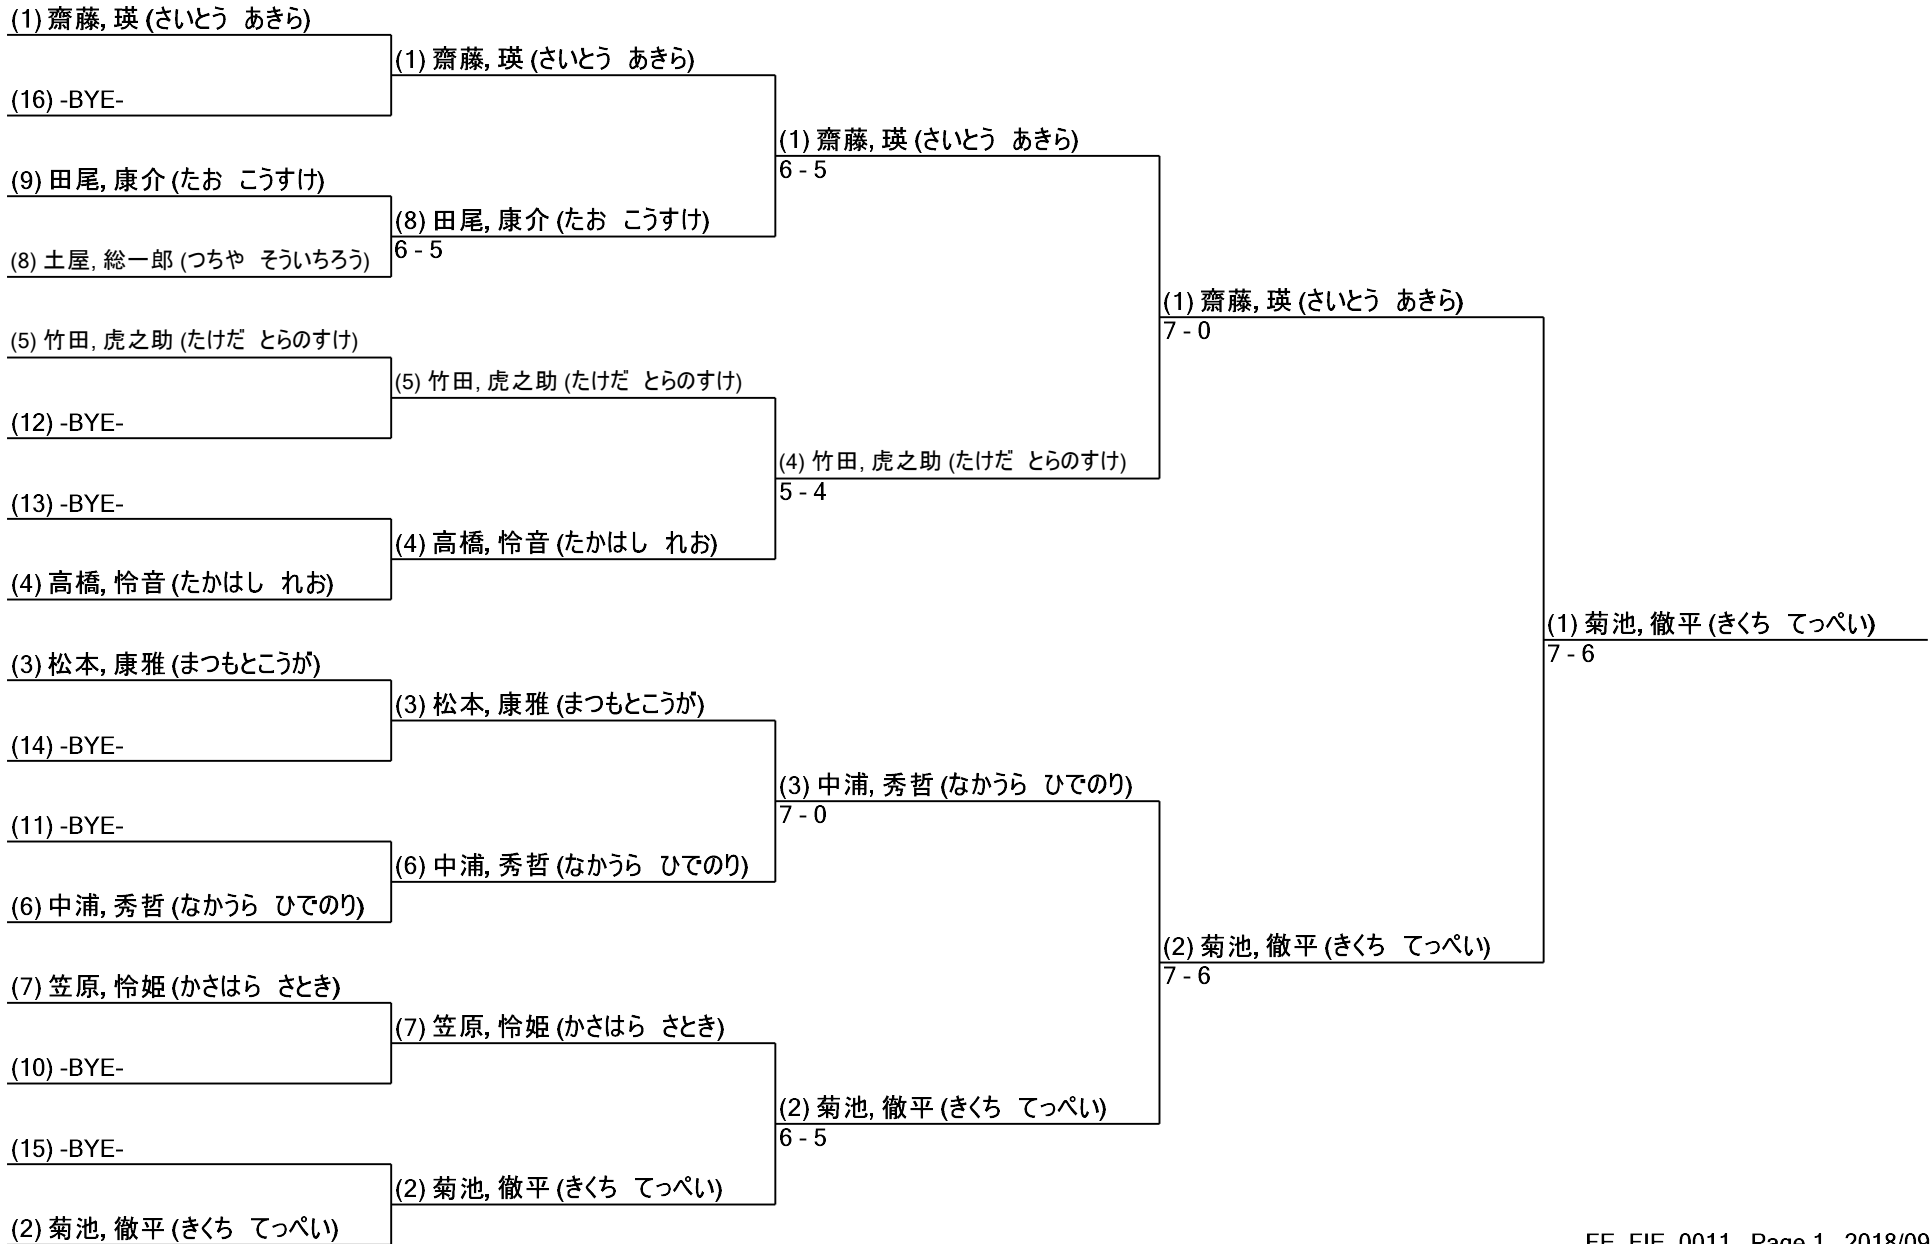 (1) 齋藤, 瑛 (さいとう　あきら)
(16) -BYE-
(9) 田尾, 康介 (たお　こうすけ)
(8) 土屋, 総一郎 (つちや　そういちろう)
(5) 竹田, 虎之助 (たけだ　とらのすけ)
(12) -BYE-
(13) -BYE-
(4) 高橋, 怜音 (たかはし　れお)
(3) 松本, 康雅 (まつもとこうが)
(14) -BYE-
(11) -BYE-
(6) 中浦, 秀哲 (なかうら　ひでのり)
(7) 笠原, 怜姫 (かさはら　さとき)
(10) -BYE-
(15) -BYE-
(2) 菊池, 徹平 (きくち　てっぺい)
(1) 齋藤, 瑛 (さいとう　あきら)
(8) 田尾, 康介 (たお　こうすけ)
6 - 5
(5) 竹田, 虎之助 (たけだ　とらのすけ)
(4) 高橋, 怜音 (たかはし　れお)
(3) 松本, 康雅 (まつもとこうが)
(6) 中浦, 秀哲 (なかうら　ひでのり)
(7) 笠原, 怜姫 (かさはら　さとき)
(2) 菊池, 徹平 (きくち　てっぺい)
(1) 齋藤, 瑛 (さいとう　あきら)
6 - 5
(4) 竹田, 虎之助 (たけだ　とらのすけ)
5 - 4
(3) 中浦, 秀哲 (なかうら　ひでのり)
7 - 0
(2) 菊池, 徹平 (きくち　てっぺい)
6 - 5
(1) 齋藤, 瑛 (さいとう　あきら)
7 - 0
(2) 菊池, 徹平 (きくち　てっぺい)
7 - 6
(1) 菊池, 徹平 (きくち　てっぺい)
7 - 6
Page 1 2018/09